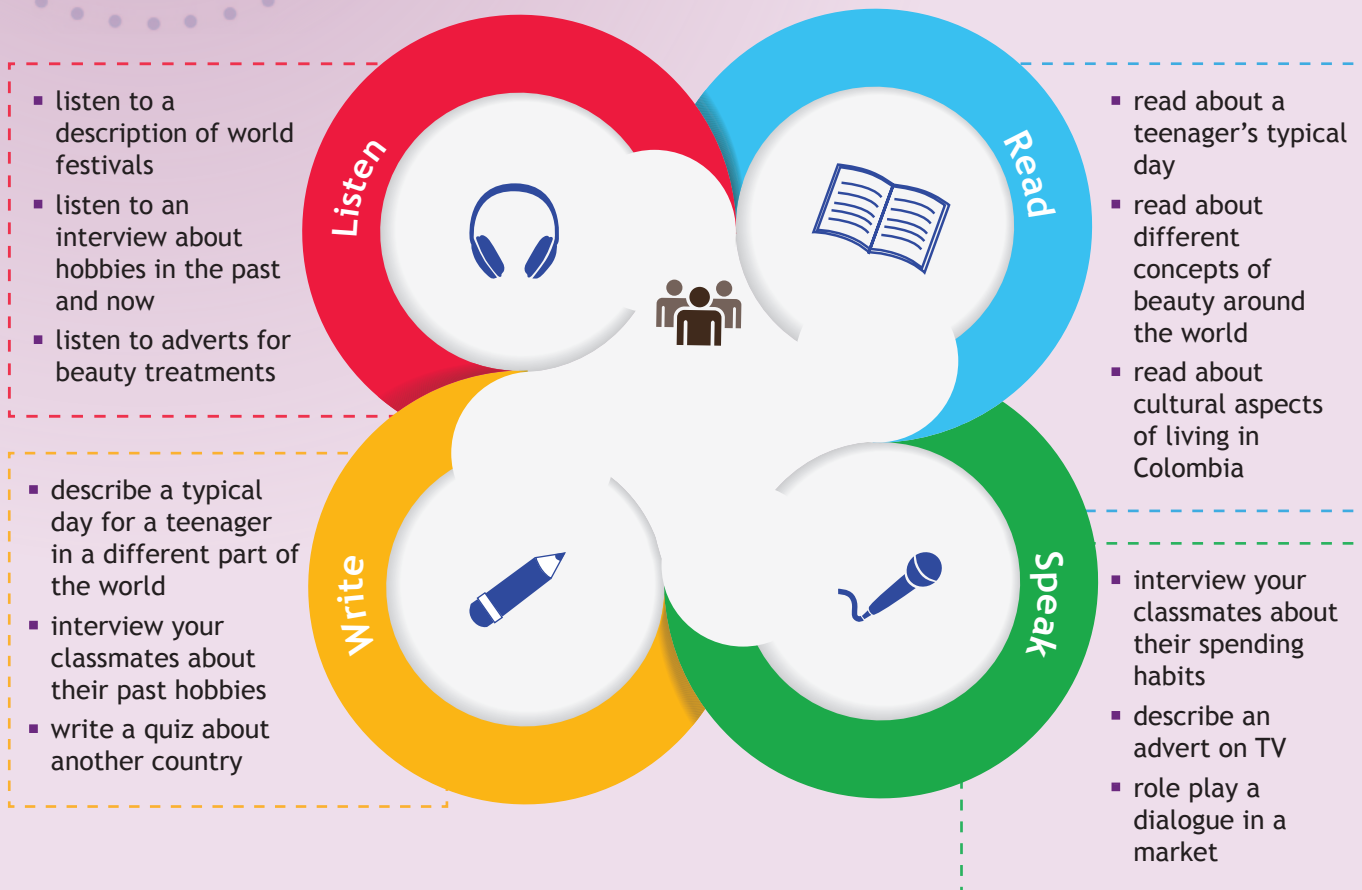 Listen
▪ listen to a
description of world
festivals
▪ listen to an
interview about
hobbies in the past
and now
▪ listen to adverts for
beauty treatments
Read
▪ read about a
teenager’s typical
day
▪ read about
different
concepts of
beauty around
the world
▪ read about
cultural aspects
of living in
Colombia
Write
▪ describe a typical
day for a teenager
in a different part of
the world
▪ interview your
classmates about
their past hobbies
▪ write a quiz about
another country
Speak
▪ interview your
classmates about
their spending
habits
▪ describe an
advert on TV
▪ role play a
dialogue in a
market